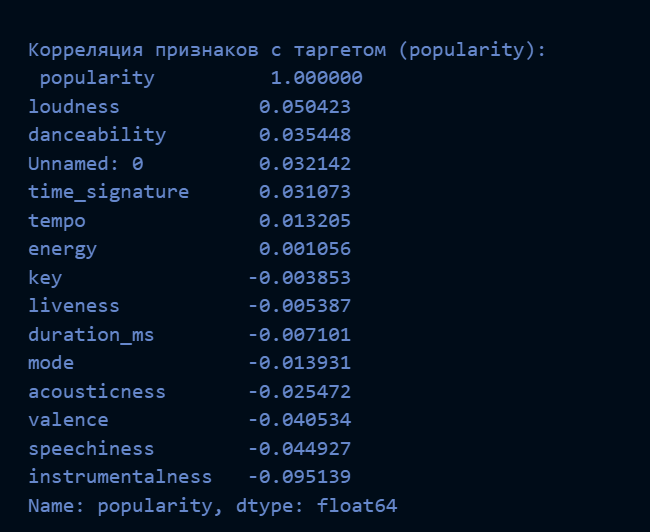 Корреляция признаков с таргетом (popularity):
 popularity          1.000000
loudness            0.050423
danceability        0.035448
Unnamed: 0          0.032142
time_signature      0.031073
tempo               0.013205
energy              0.001056
key                -0.003853
liveness           -0.005387
duration_ms        -0.007101
mode               -0.013931
acousticness       -0.025472
valence            -0.040534
speechiness        -0.044927
instrumentalness   -0.095139
Name: popularity, dtype: float64